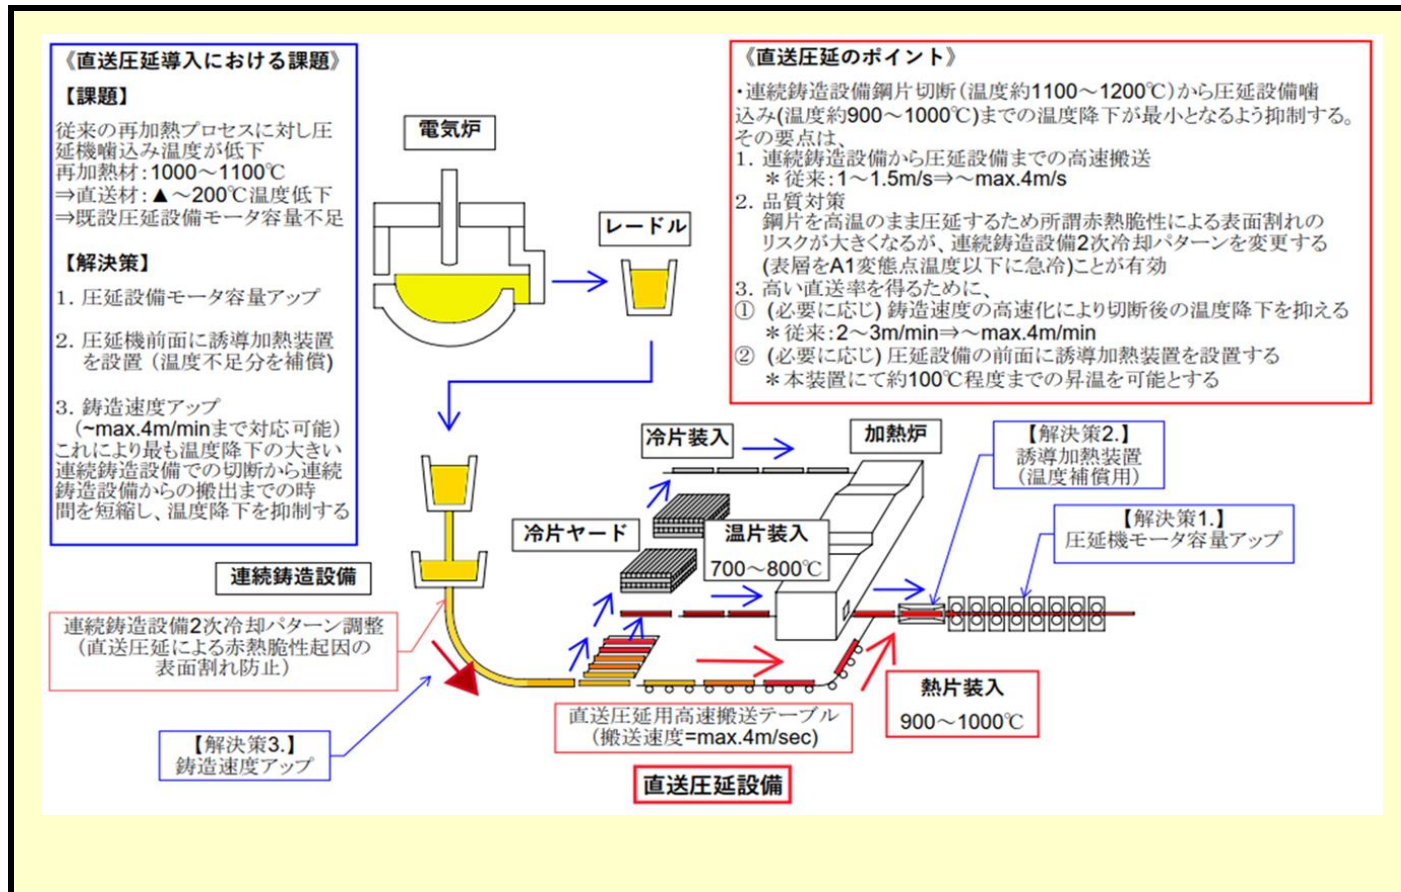 《直送圧延導入における課題》
【課題】
従来の再加熱プロセスに対し圧
延機噛込み温度が低下
再加熱材:1000～1100℃
⇒直送材:▲～200℃温度低下
⇒既設圧延設備モータ容量不足
【解決策】
1. 圧延設備モータ容量アップ
2. 圧延機前面に誘導加熱装置
を設置 (温度不足分を補償)
3. 鋳造速度アップ
(~max.4m/minまで対応可能)
これにより最も温度降下の大きい
連続鋳造設備での切断から連続
鋳造設備からの搬出までの時
間を短縮し、温度降下を抑制する
《直送圧延のポイント》
・連続鋳造設備鋼片切断(温度約1100～1200℃)から圧延設備噛
込み(温度約900～1000℃)までの温度降下が最小となるよう抑制する。
その要点は、
1. 連続鋳造設備から圧延設備までの高速搬送
＊従来:1～1.5m/s⇒～max.4m/s
2. 品質対策
鋼片を高温のまま圧延するため所謂赤熱脆性による表面割れの
リスクが大きくなるが、連続鋳造設備2次冷却パターンを変更する
(表層をA1変態点温度以下に急冷)ことが有効
3. 高い直送率を得るために、
① (必要に応じ) 鋳造速度の高速化により切断後の温度降下を抑える
＊従来:2～3m/min⇒～max.4m/min
② (必要に応じ) 圧延設備の前面に誘導加熱装置を設置する
＊本装置にて約100℃程度までの昇温を可能とする
電気炉
レードル
冷片装入
加熱炉
【解決策2.】
誘導加熱装置
(温度補償用)
【解決策1.】
圧延機モータ容量アップ
冷片ヤード
温片装入
700～800℃
連続鋳造設備
連続鋳造設備2次冷却パターン調整
(直送圧延による赤熱脆性起因の
表面割れ防止)
【解決策3.】
鋳造速度アップ
直送圧延用高速搬送テーブル
(搬送速度=max.4m/sec)
熱片装入
900～1000℃
直送圧延設備